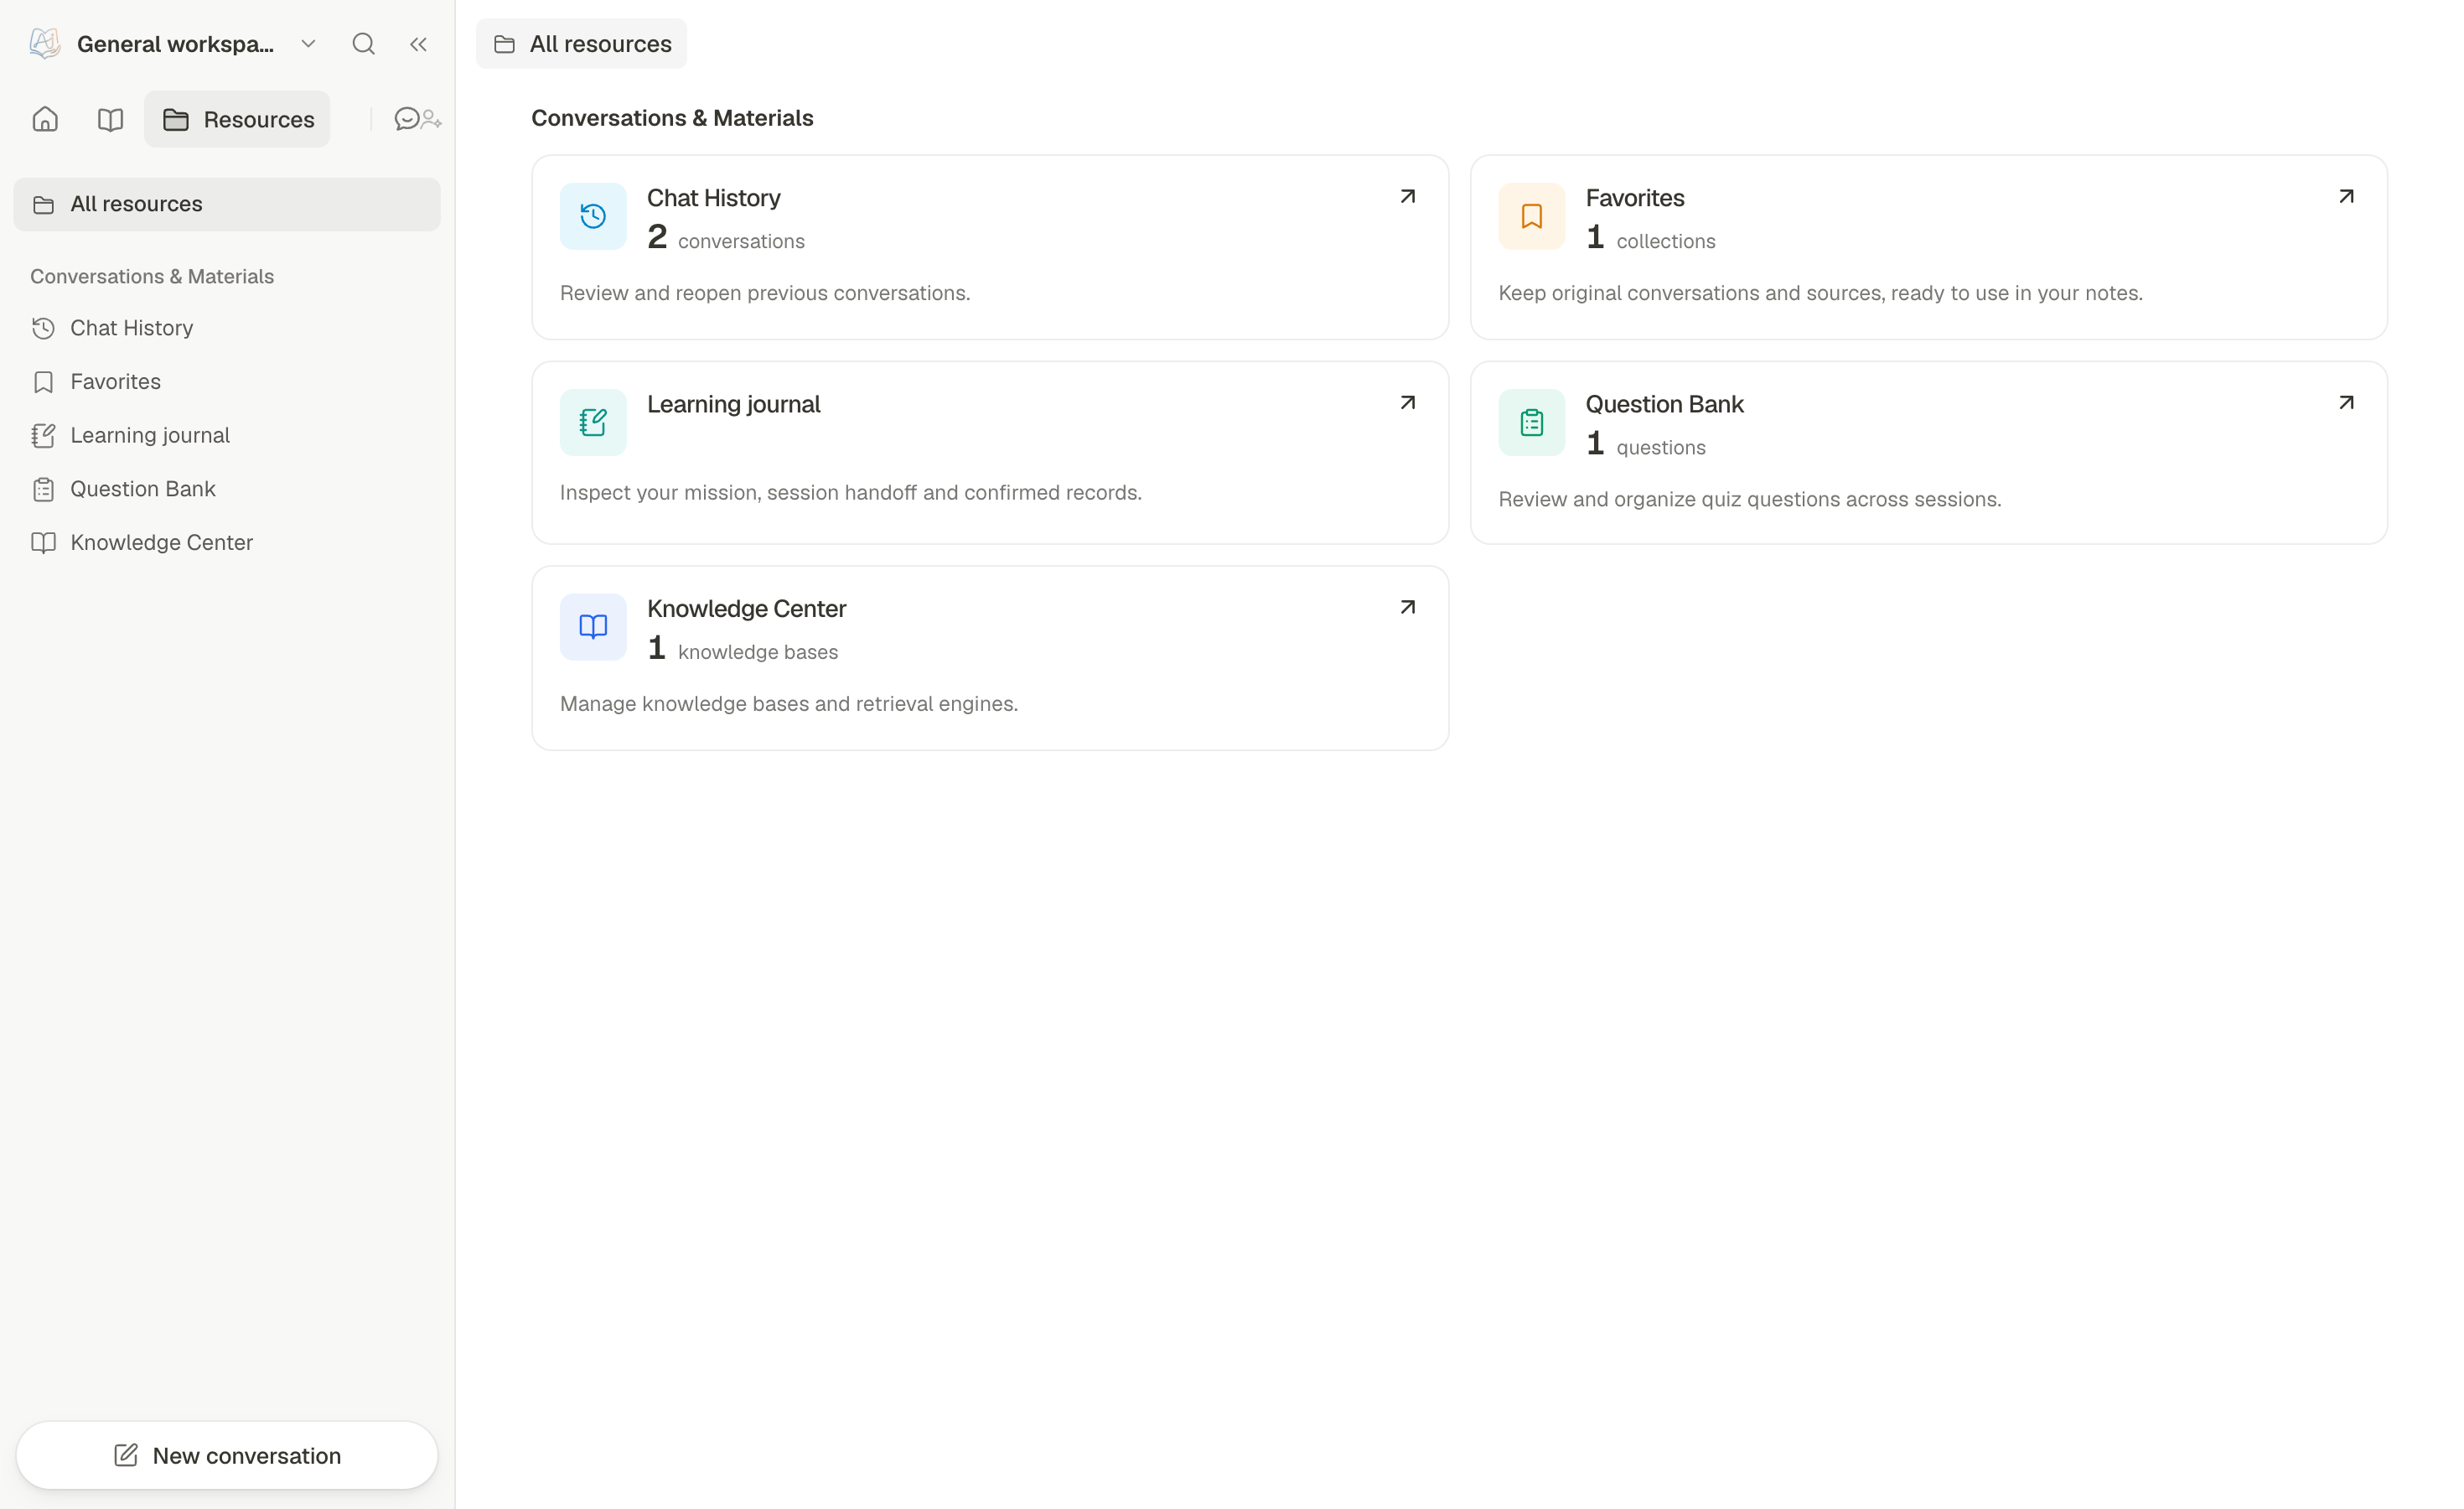 General workspa...
All resources
Resources
All resources
Conversations & Materials
Chat History
Favorites
Learning journal
Question Bank
Knowledge Center
New conversation
Conversations & Materials
Chat History
2 conversations
Review and reopen previous conversations.
Favorites
1 collections
Keep original conversations and sources, ready to use in your notes.
Learning journal
Inspect your mission, session handoff and confirmed records.
Question Bank
1 questions
Review and organize quiz questions across sessions.
Knowledge Center
1 knowledge bases
Manage knowledge bases and retrieval engines.